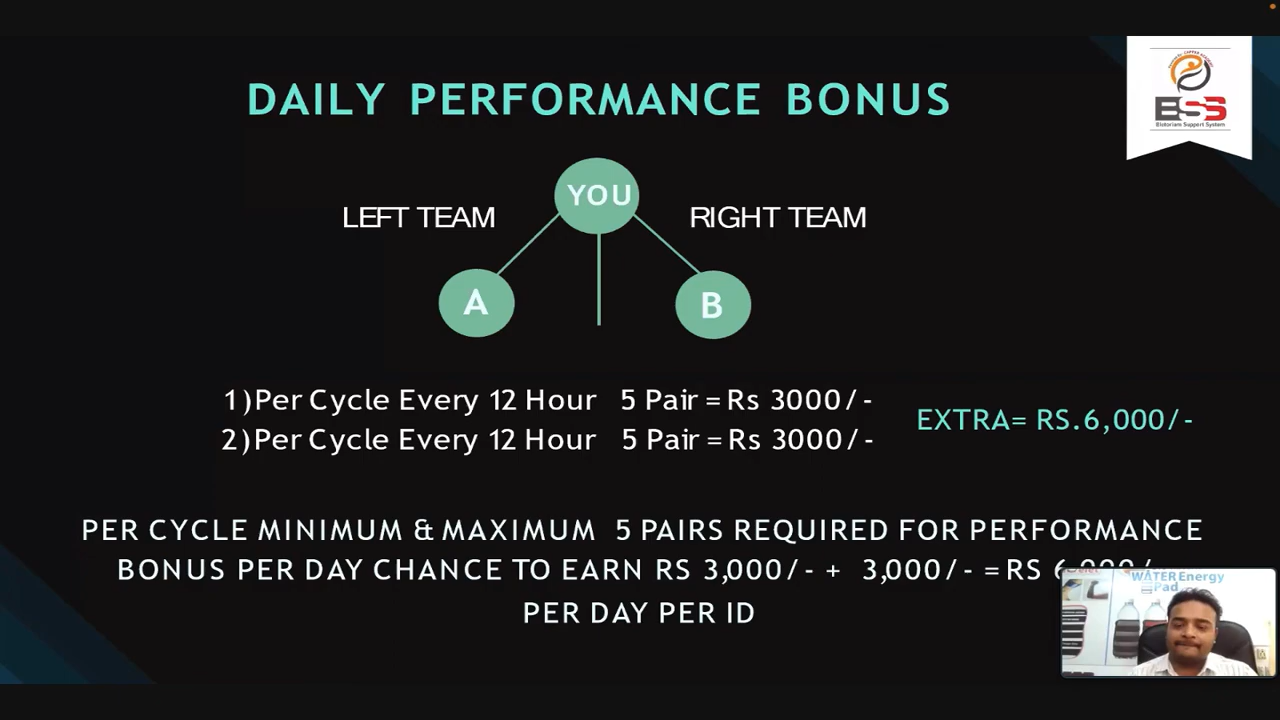 DAILY PERFORMANCE BONUS
BSS
Bistorism Support System
YOU
LEFT TEAM
RIGHT TEAM
A
B
1)Per Cycle Every 12 Hour 5 Pair = Rs 3000/-
2)Per Cycle Every 12 Hour 5 Pair = Rs 3000/-
EXTRA= RS.6,000/-
PER CYCLE MINIMUM & MAXIMUM 5 PAIRS REQUIRED FOR PERFORMANCE
BONUS PER DAY CHANCE TO EARN RS 3,000/- + 3,000/- = RS
PER DAY PER ID
WATER Energy
Pad